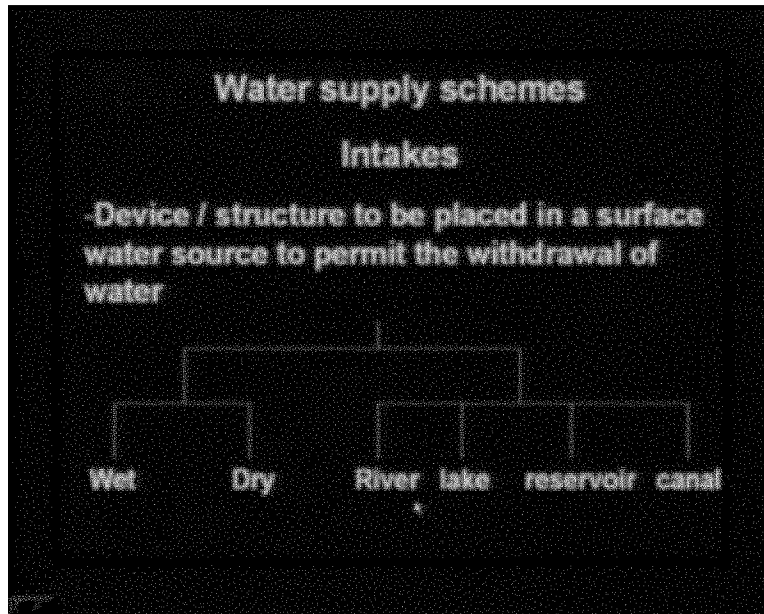 Water supply schemes
Intakes
-Device / structure to be placed in a surface
water source to permit the withdrawal of
water
Wet Dry River lake reservoir canal